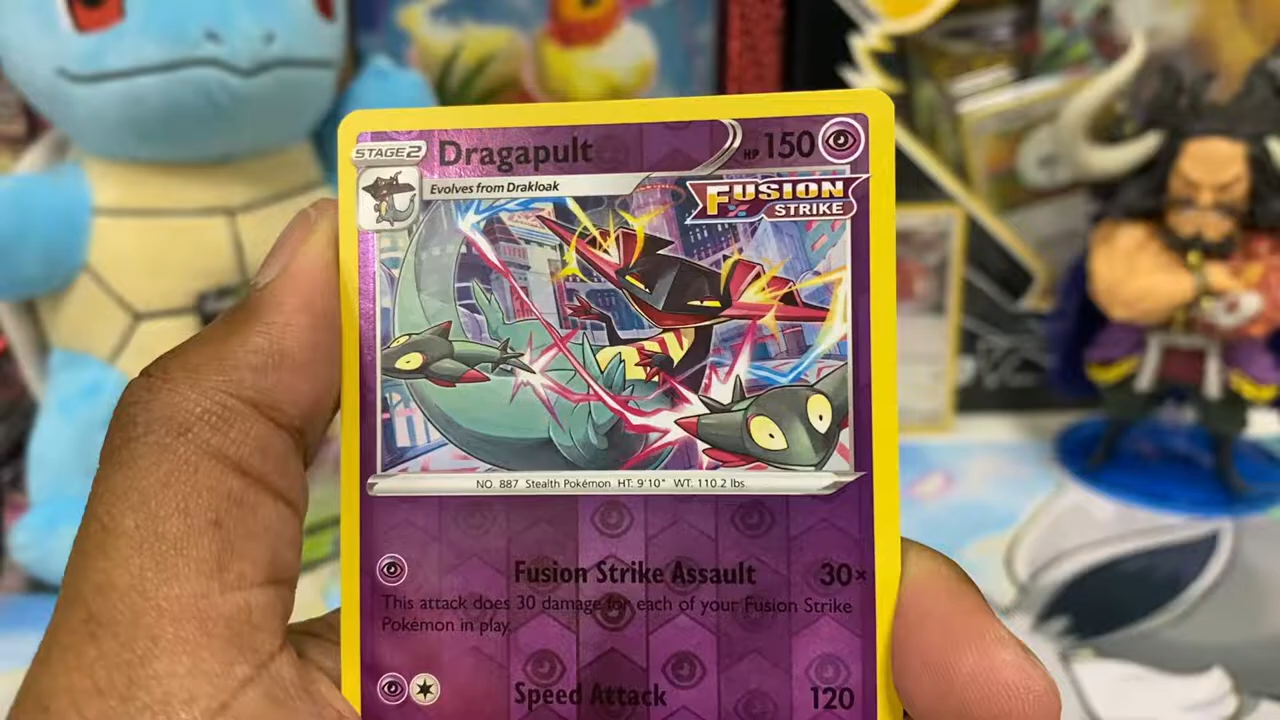 STAGE2 Dragapult HP 150
Evolves from Drakloak
FUSION
STRIKE
NO. 887 Stealth Pokémon HT: 9'10" WT: 110.2 lbs.
Fusion Strike Assault 30×
This attack does 30 damage for each of your Fusion Strike
Pokémon in play.
Speed Attack 120